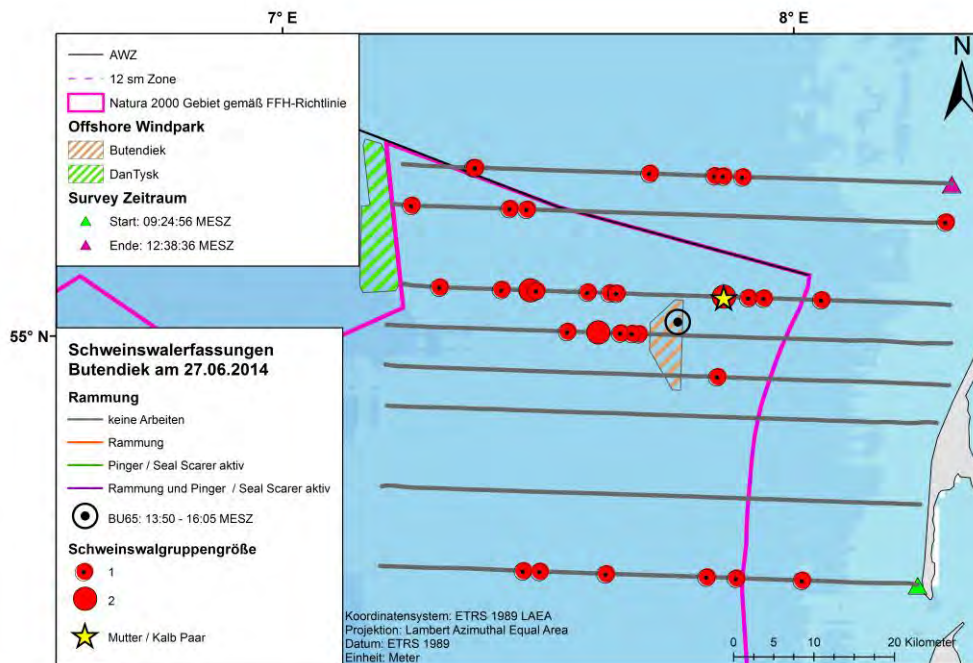 7° E
8° E
N
55° N
AWZ
12 sm Zone
Natura 2000 Gebiet gemäß FFH-Richtlinie
Offshore Windpark
Butendiek
DanTysk
Survey Zeitraum
Start: 09:24:56 MESZ
Ende: 12:38:36 MESZ
Schweinswalerfassungen
Butendiek am 27.06.2014
Rammung
keine Arbeiten
Rammung
Pinger / Seal Scarer aktiv
Rammung und Pinger / Seal Scarer aktiv
BU65: 13:50 - 16:05 MESZ
Schweinswalgruppengröße
1
2
Mutter / Kalb Paar
Koordinatensystem: ETRS 1989 LAEA
Projektion: Lambert Azimuthal Equal Area
Datum: ETRS 1989
Einheit: Meter
0 5 10 20 Kilometer